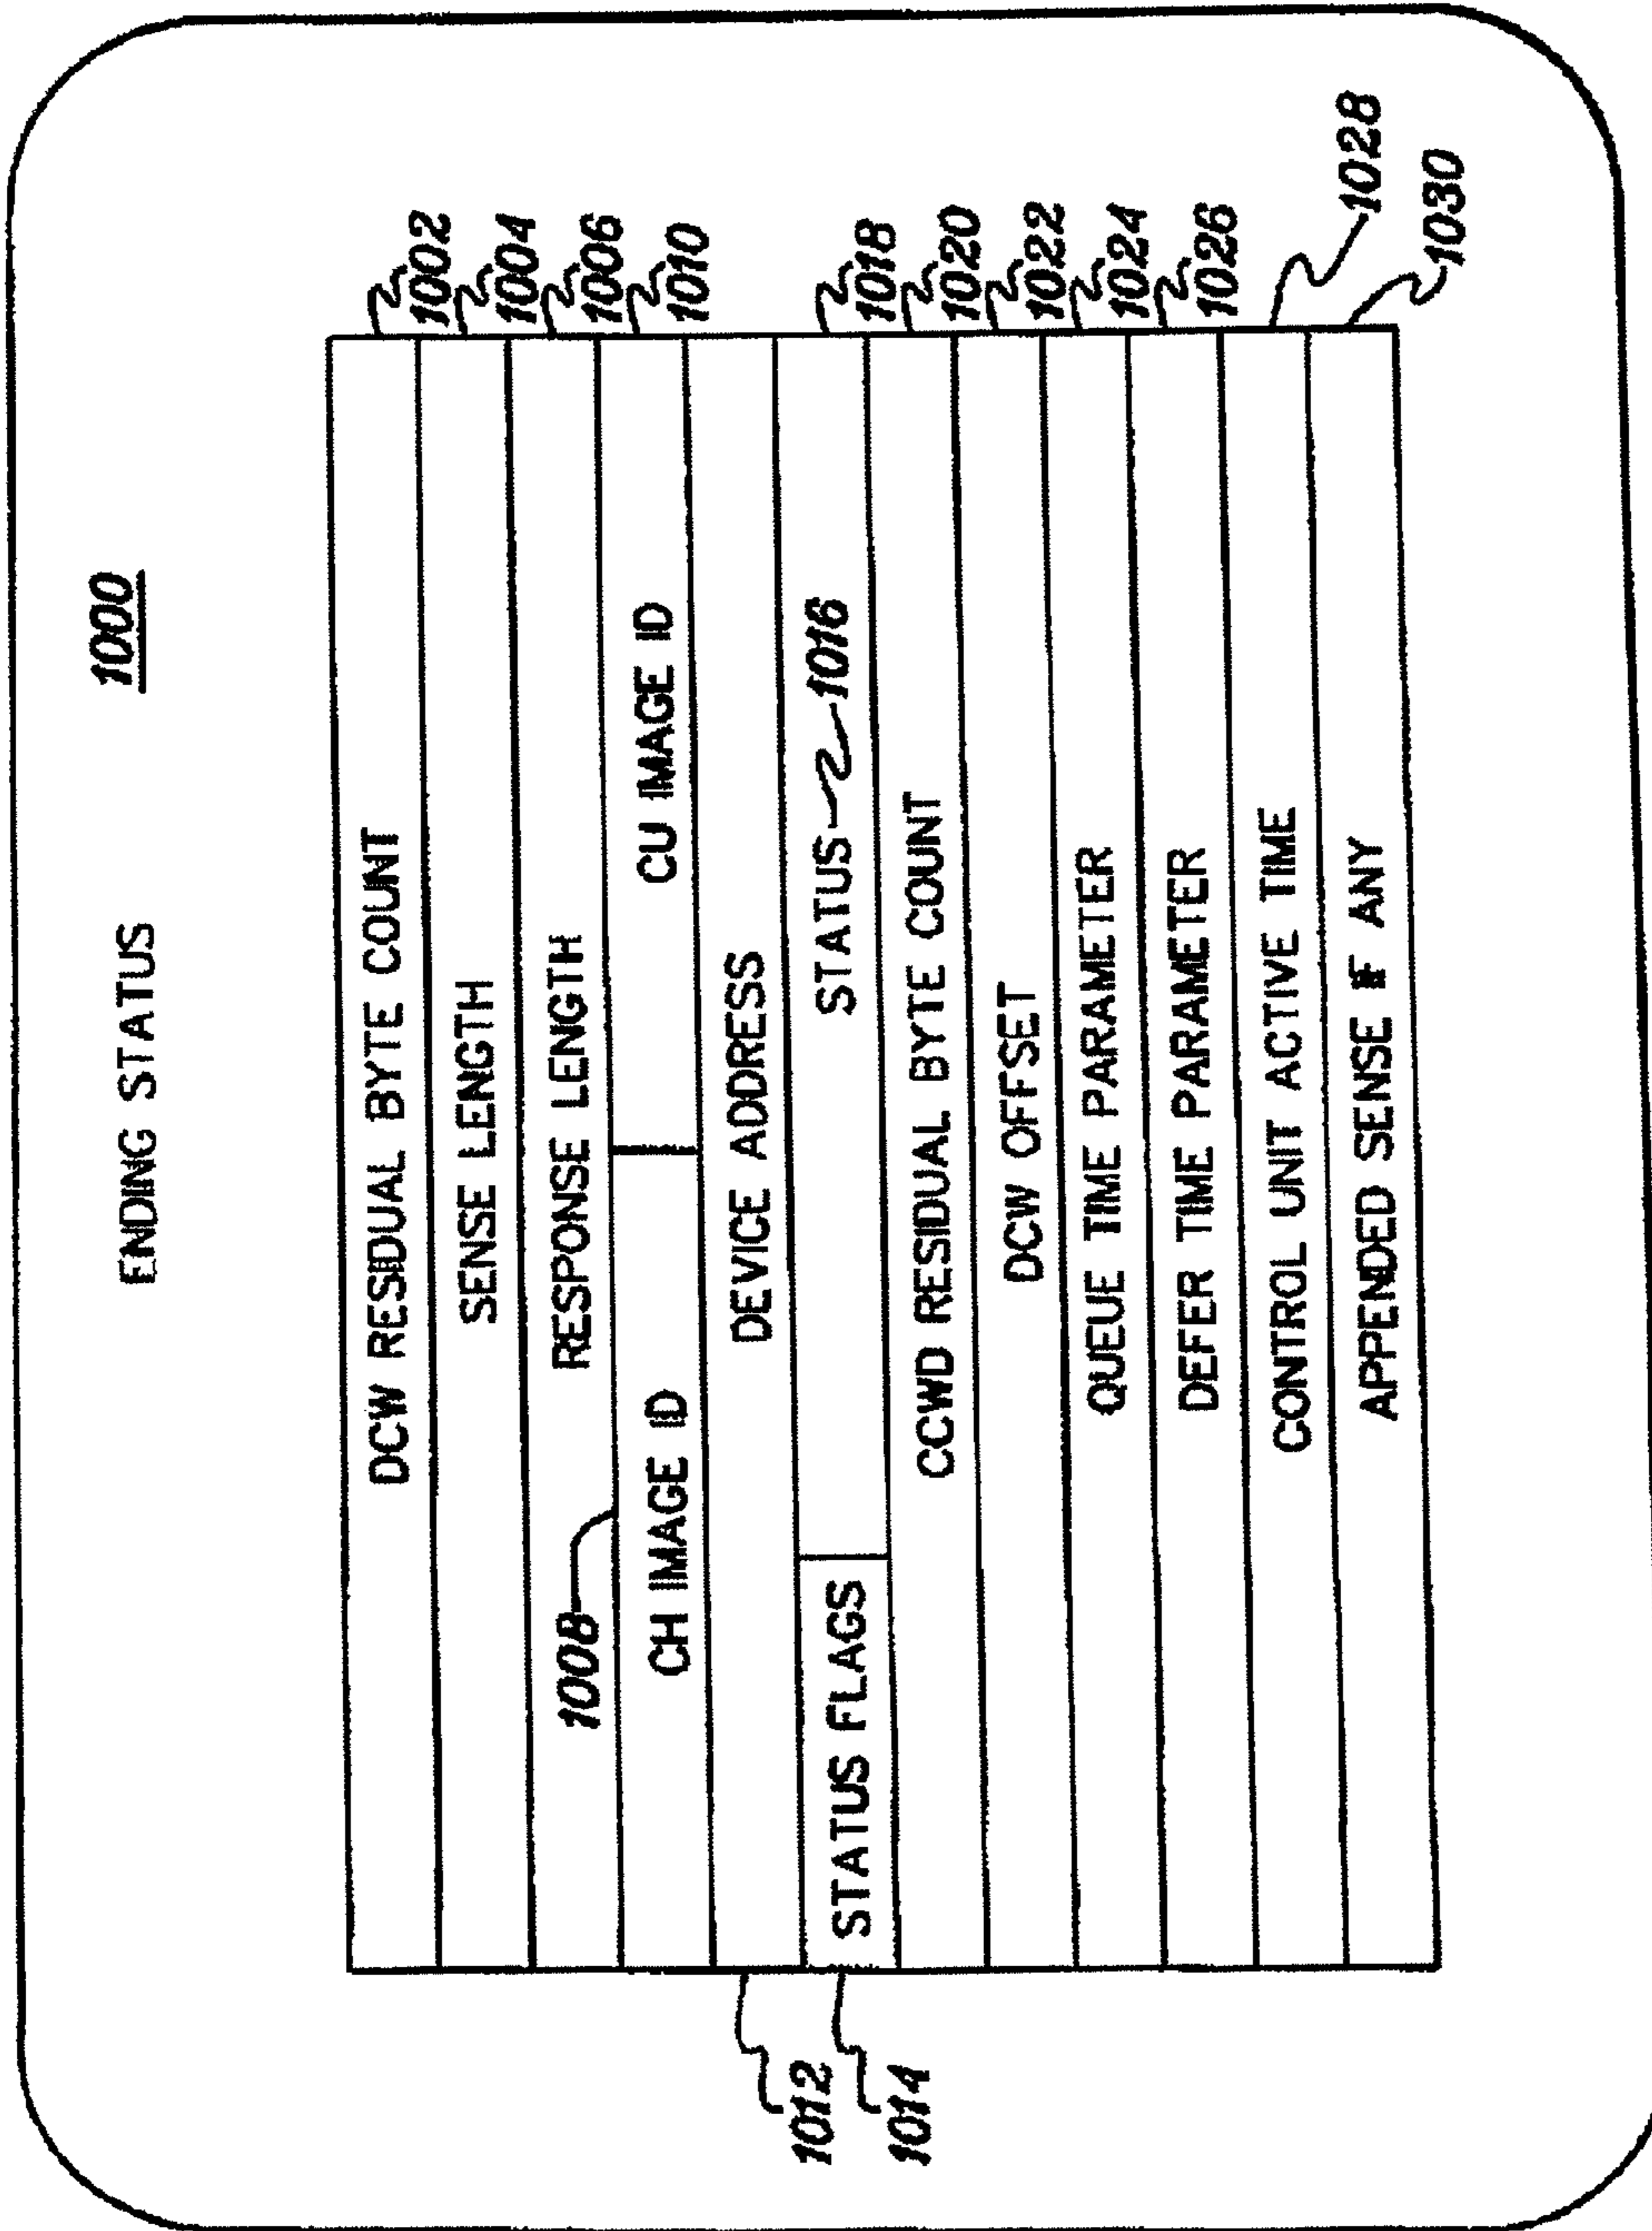 ENDING STATUS 1000
DCW RESIDUAL BYTE COUNT 1002
SENSE LENGTH 1004
1008 RESPONSE LENGTH 1006
CH IMAGE ID CU IMAGE ID 1010
1012 DEVICE ADDRESS
1014 STATUS FLAGS STATUS 1016 1018
CCWD RESIDUAL BYTE COUNT 1020
DCW OFFSET 1022
QUEUE TIME PARAMETER 1024
DEFER TIME PARAMETER 1026
CONTROL UNIT ACTIVE TIME 1028
APPENDED SENSE IF ANY 1030